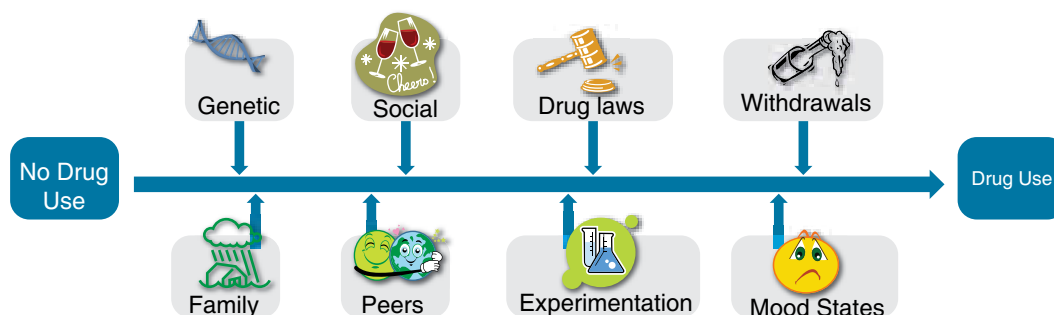 Cheers!
Genetic
Social
Drug laws
Withdrawals
No Drug
Use
Drug Use
Family
Peers
Experimentation
Mood States